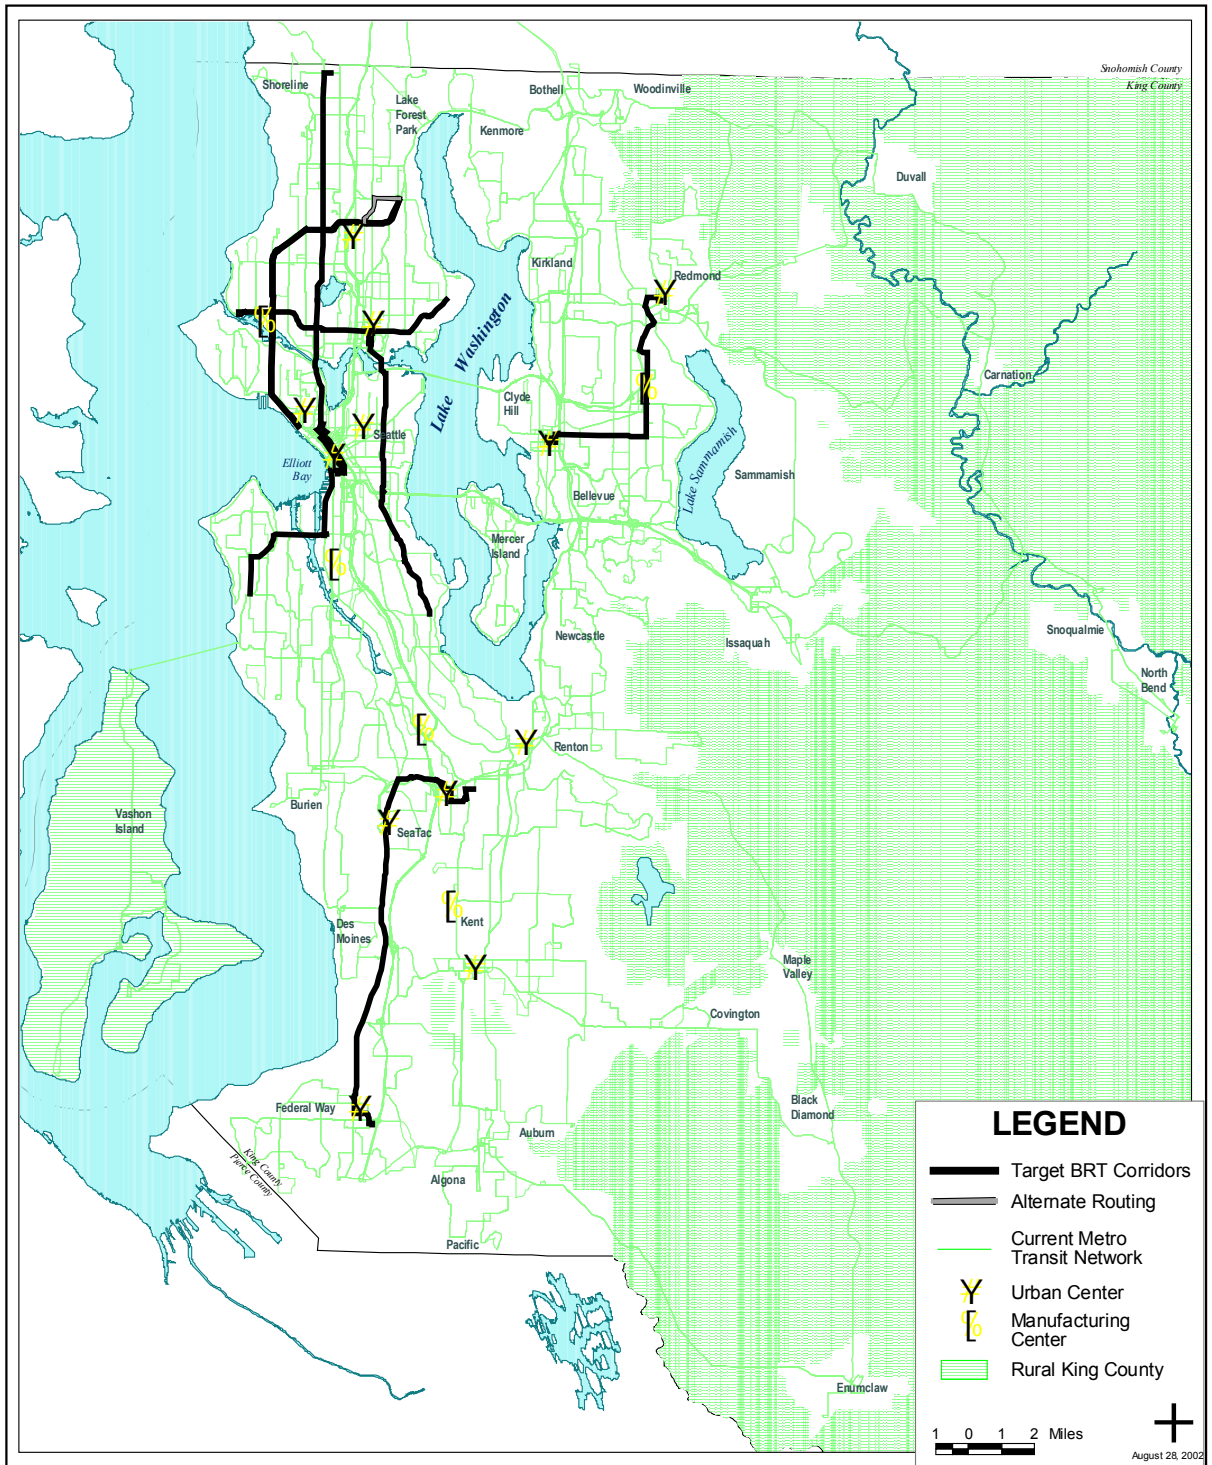 Snohomish County
King County
Shoreline
Lake
Forest
Park
Bothell
Woodinville
Kenmore
Duvall
Kirkland
Redmond
Lake Washington
Carnation
Clyde
Hill
Seattle
Elliott
Bay
Lake Sammamish
Sammamish
Bellevue
Mercer
Island
Newcastle
Issaquah
Snoqualmie
North
Bend
Renton
Burien
Vashon
Island
SeaTac
Kent
Des
Moines
Maple
Valley
Covington
Black
Diamond
Federal Way
Auburn
King County
Pierce County
Algona
Pacific
Enumclaw
LEGEND
Target BRT Corridors
Alternate Routing
Current Metro
Transit Network
Urban Center
Manufacturing
Center
Rural King County
1 0 1 2 Miles
August 28, 2002